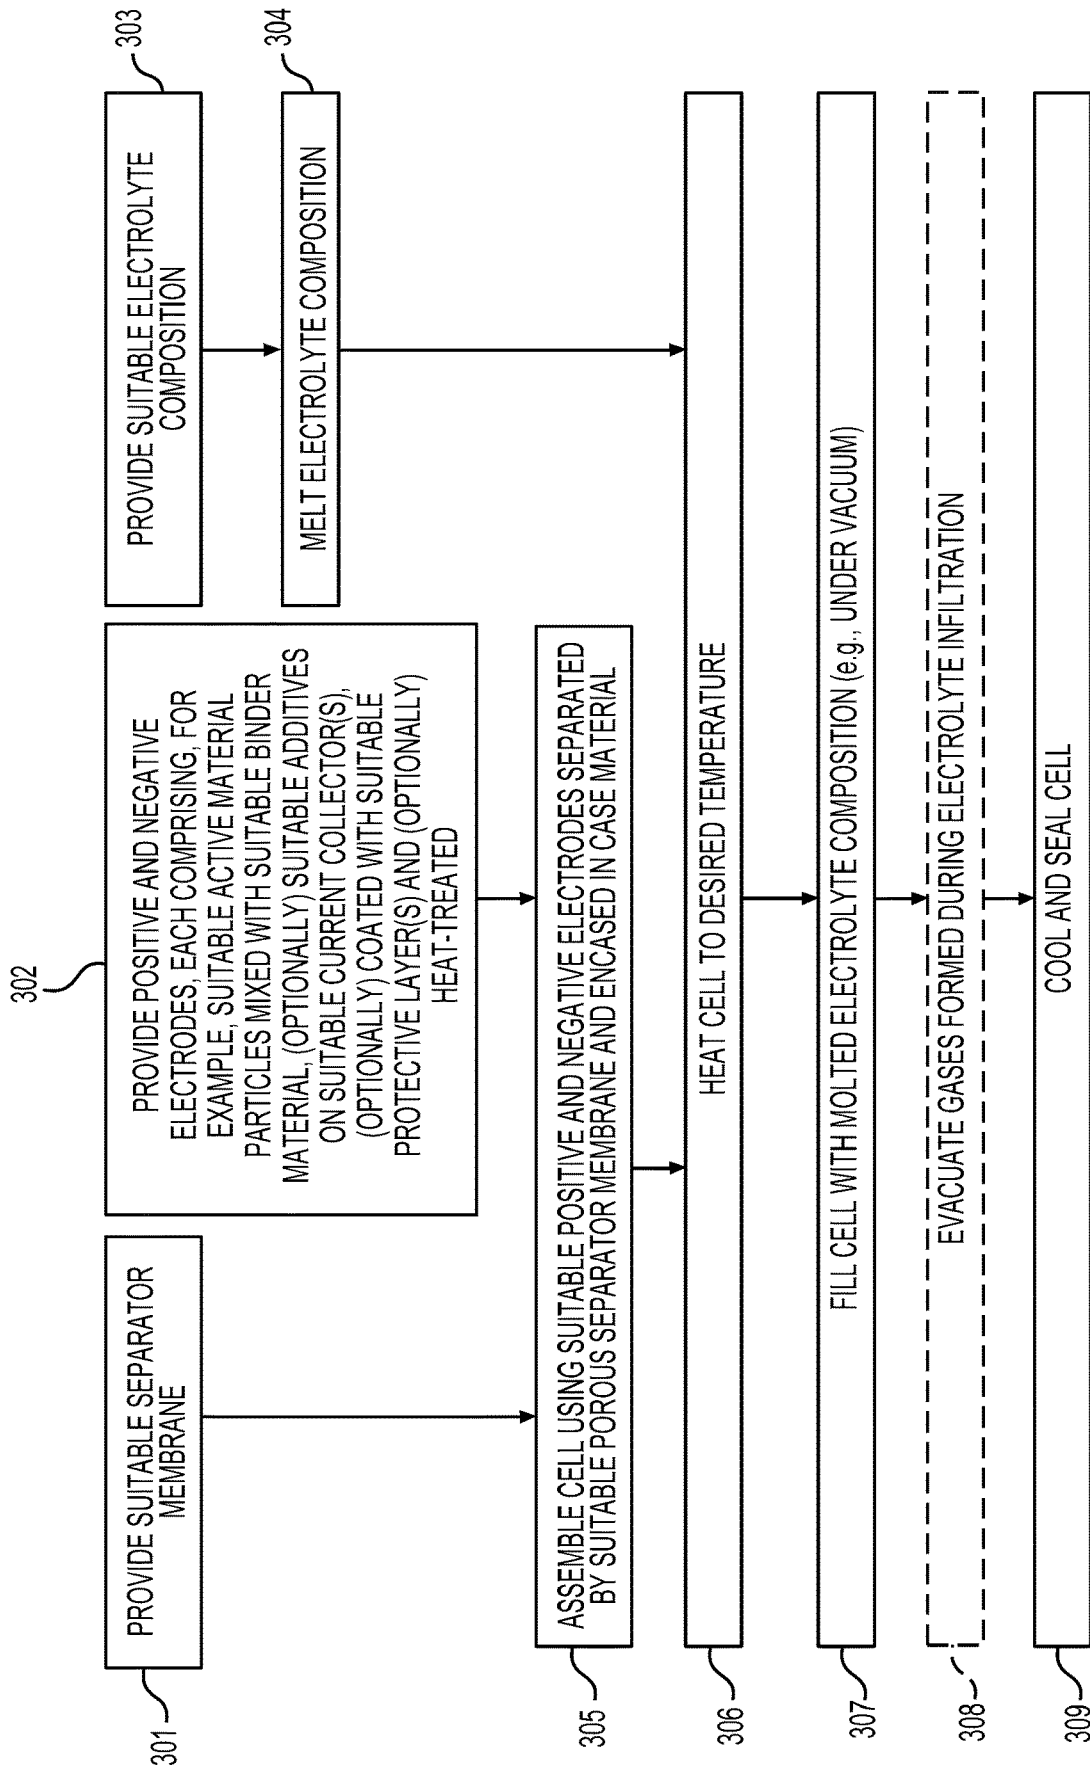 302
303
304
PROVIDE SUITABLE SEPARATOR
MEMBRANE
301
PROVIDE POSITIVE AND NEGATIVE
ELECTRODES, EACH COMPRISING, FOR
EXAMPLE, SUITABLE ACTIVE MATERIAL
PARTICLES MIXED WITH SUITABLE BINDER
MATERIAL, (OPTIONALLY) SUITABLE ADDITIVES
ON SUITABLE CURRENT COLLECTOR(S),
(OPTIONALLY) COATED WITH SUITABLE
PROTECTIVE LAYER(S) AND (OPTIONALLY)
HEAT-TREATED
PROVIDE SUITABLE ELECTROLYTE
COMPOSITION
MELT ELECTROLYTE COMPOSITION
ASSEMBLE CELL USING SUITABLE POSITIVE AND NEGATIVE ELECTRODES SEPARATED
BY SUITABLE POROUS SEPARATOR MEMBRANE AND ENCASED IN CASE MATERIAL
305
HEAT CELL TO DESIRED TEMPERATURE
306
FILL CELL WITH MOLTED ELECTROLYTE COMPOSITION (e.g., UNDER VACUUM)
307
EVACUATE GASES FORMED DURING ELECTROLYTE INFILTRATION
308
COOL AND SEAL CELL
309